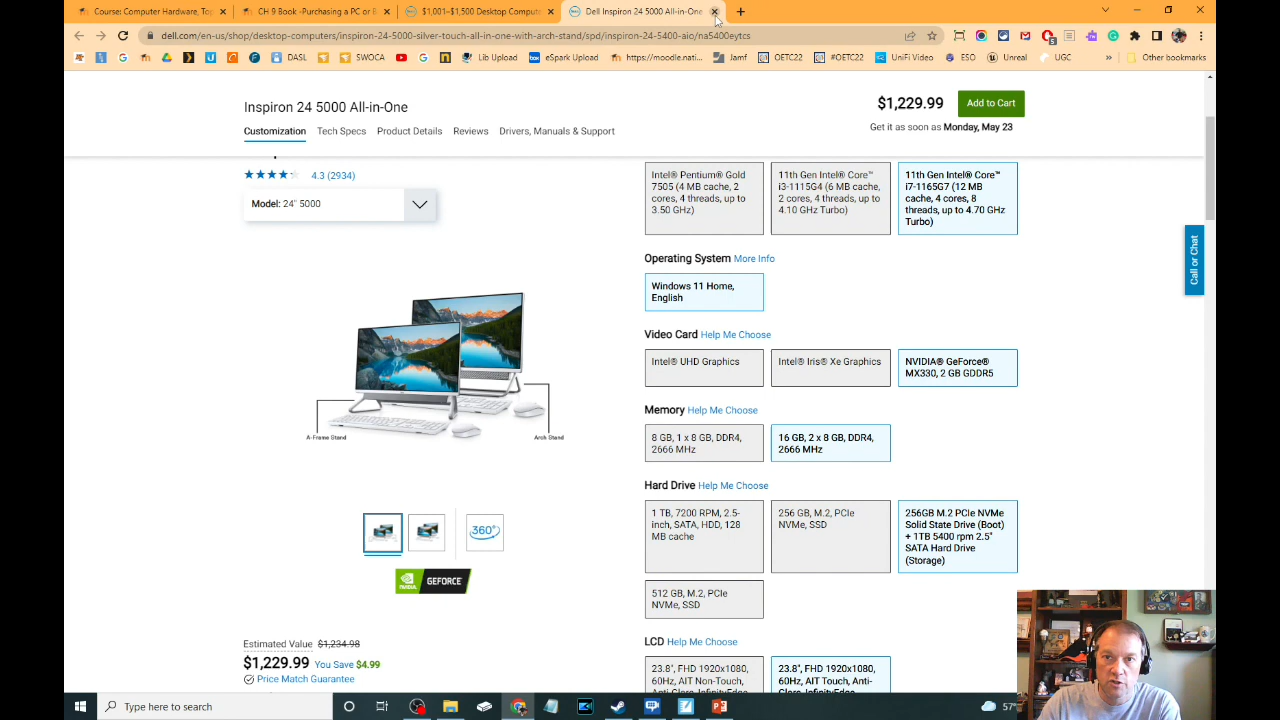 Course: Computer Hardware, Top
CH 9 Book -Purchasing a PC or B
$1,001–$1,500 Desktop Compute
Dell Inspiron 24 5000 All-in-One
dell.com/en-us/shop/desktop-computers/inspiron-24-5000-silver-touch-all-in-one-with-arch-stand/spd/inspiron-24-5400-aio/na5400eytcs
DASL
SWOCA
Lib Upload
eSpark Upload
https://moodle.nati...
Jamf
OETC22
#OETC22
UniFi Video
ESO
Unreal
UGC
»
Other bookmarks
Inspiron 24 5000 All-in-One
$1,229.99
Add to Cart
Get it as soon as Monday, May 23
Customization
Tech Specs
Product Details
Reviews
Drivers, Manuals & Support
4.3 (2934)
Model: 24" 5000
A-Frame Stand
Arch Stand
360°
NVIDIA
GEFORCE
Estimated Value $1,234.98
$1,229.99 You Save $4.99
Price Match Guarantee
Intel® Pentium® Gold
7505 (4 MB cache, 2
cores, 4 threads, up to
3.50 GHz)
11th Gen Intel® Core™
i3-1115G4 (6 MB cache,
2 cores, 4 threads, up to
4.10 GHz Turbo)
11th Gen Intel® Core™
i7-1165G7 (12 MB
cache, 4 cores, 8
threads, up to 4.70 GHz
Turbo)
Operating System More Info
Windows 11 Home,
English
Video Card Help Me Choose
Intel® UHD Graphics
Intel® Iris® Xe Graphics
NVIDIA® GeForce®
MX330, 2 GB GDDR5
Memory Help Me Choose
8 GB, 1 x 8 GB, DDR4,
2666 MHz
16 GB, 2 x 8 GB, DDR4,
2666 MHz
Hard Drive Help Me Choose
1 TB, 7200 RPM, 2.5-
inch, SATA, HDD, 128
MB cache
256 GB, M.2, PCIe
NVMe, SSD
256GB M.2 PCIe NVMe
Solid State Drive (Boot)
+ 1TB 5400 rpm 2.5"
SATA Hard Drive
(Storage)
512 GB, M.2, PCIe
NVMe, SSD
LCD Help Me Choose
23.8", FHD 1920x1080,
60Hz, AIT Non-Touch,
Anti-Glare, InfinityEdge
23.8", FHD 1920x1080,
60Hz, AIT Touch, Anti-
Glare, InfinityEdge
Call or Chat
Type here to search
57°